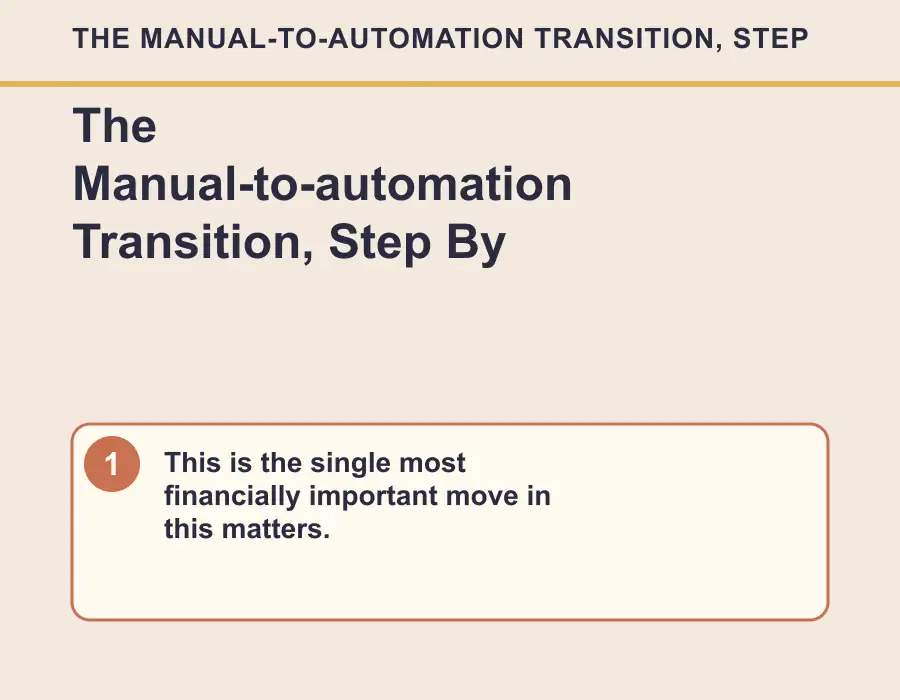 THE MANUAL-TO-AUTOMATION TRANSITION, STEP
The
Manual-to-automation
Transition, Step By
1
This is the single most
financially important move in
this matters.